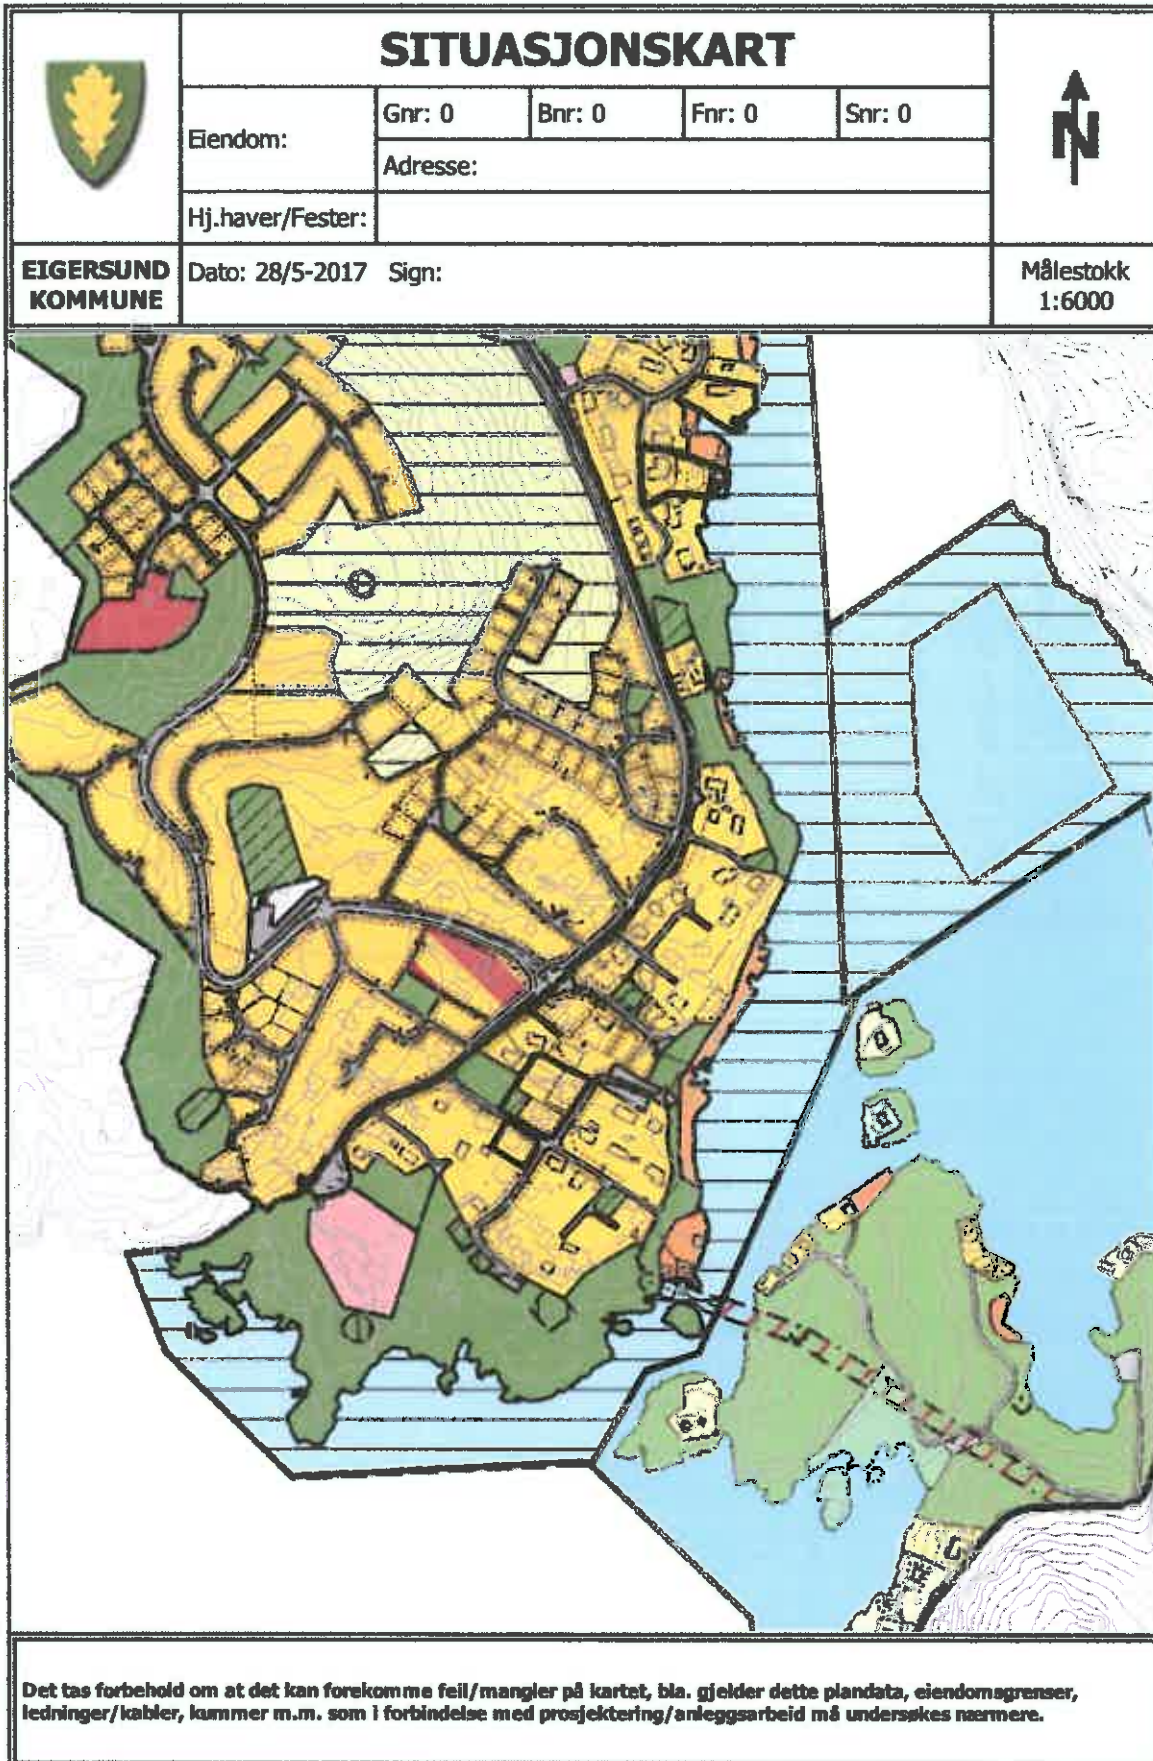 SITUASJONSKART
Eiendom:
Gnr: 0
Bnr: 0
Fnr: 0
Snr: 0
Adresse:
Hj.haver/Fester:
N
EIGERSUND
KOMMUNE
Dato: 28/5-2017 Sign:
Målestokk
1:6000
Det tas forbehold om at det kan forekomme feil/mangler på kartet, bla. gjelder dette plandata, eiendomsgrenser,
ledninger/kabler, kummer m.m. som i forbindelse med prosjektering/anleggsarbeid må undersøkes nærmere.